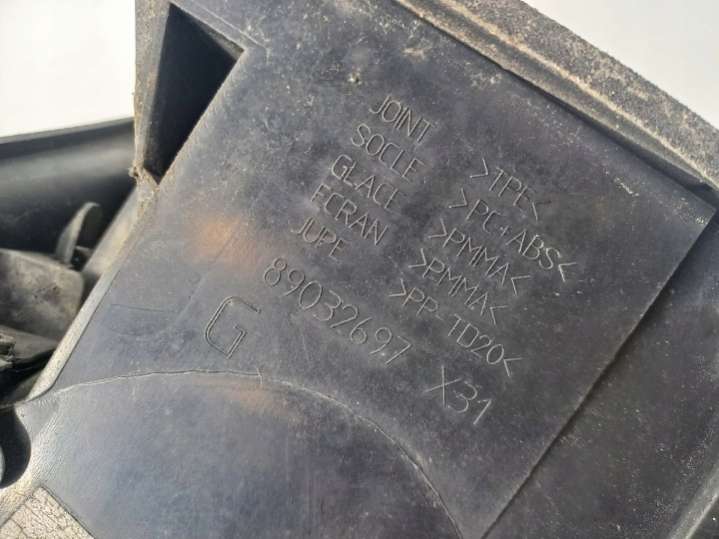 JOINT >TPE<
SOCLE >PC+ABS<
GLACE >PMMA<
ECRAN >PMMA<
JUPE >PP-TD20<
89032697 X31
G